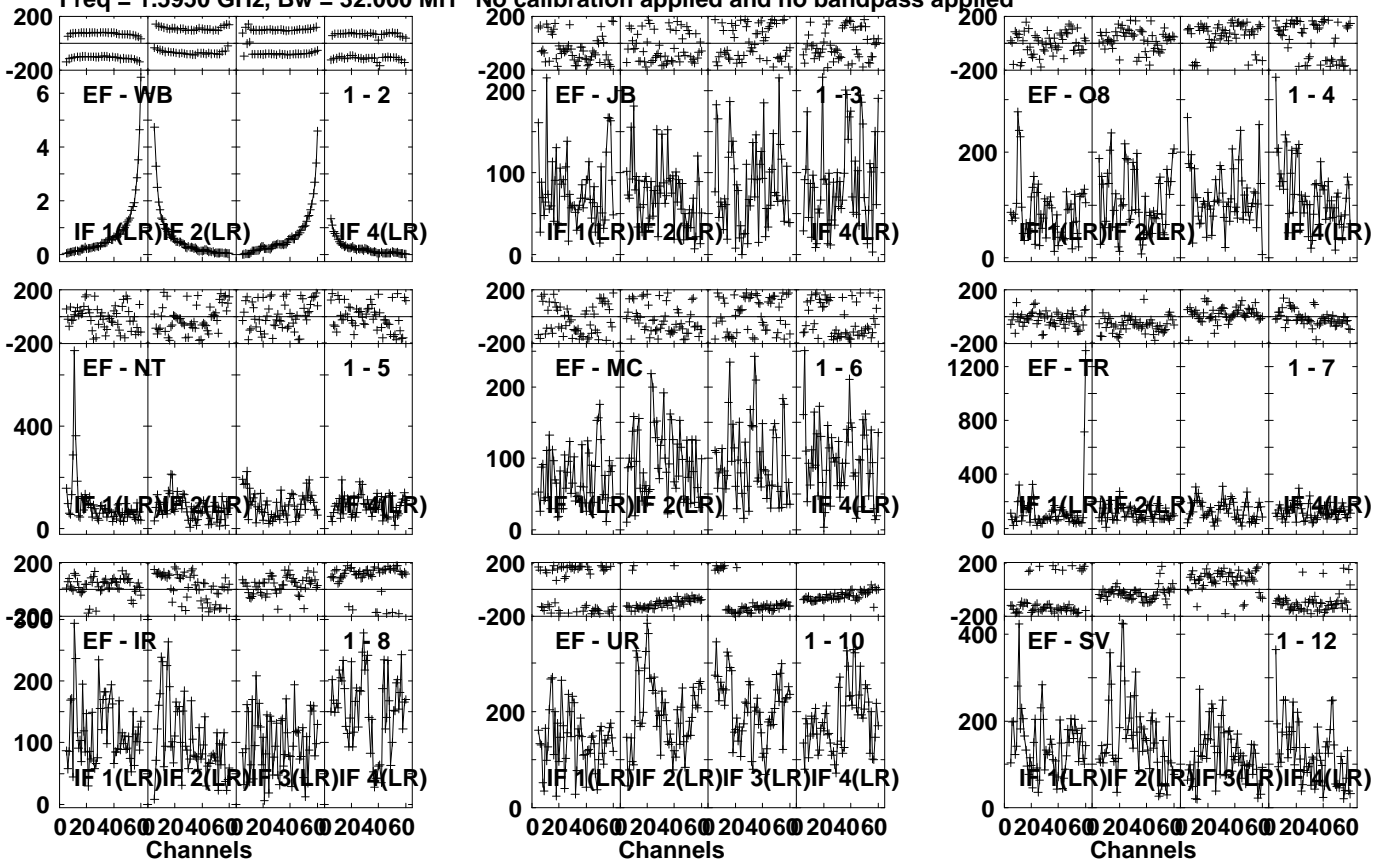 Freq = 1.5950 GHz, Bw = 32.000 MH No calibration applied and no bandpass applied
200
-200
6
4
2
0
EF - WB 1 - 2
IF 1(LR) IF 2(LR) IF 4(LR)
200
-200
200
100
0
EF - JB 1 - 3
IF 1(LR) IF 2(LR) IF 4(LR)
200
-200
200
0
EF - O8 1 - 4
IF 1(LR) IF 2(LR) IF 4(LR)
200
-200
400
0
EF - NT 1 - 5
IF 1(LR) IF 2(LR) IF 4(LR)
200
-200
200
100
0
EF - MC 1 - 6
IF 1(LR) IF 2(LR) IF 4(LR)
200
-200
1200
800
400
0
EF - TR 1 - 7
IF 1(LR) IF 2(LR) IF 4(LR)
200
-200
300
200
100
0
EF - IR 1 - 8
IF 1(LR) IF 2(LR) IF 3(LR) IF 4(LR)
0 20 40 60 0 20 40 60 0 20 40 60 0 20 40 60
Channels
200
-200
200
0
EF - UR 1 - 10
IF 1(LR) IF 2(LR) IF 3(LR) IF 4(LR)
0 20 40 60 0 20 40 60 0 20 40 60 0 20 40 60
Channels
200
-200
400
200
0
EF - SV 1 - 12
IF 1(LR) IF 2(LR) IF 3(LR) IF 4(LR)
0 20 40 60 0 20 40 60 0 20 40 60 0 20 40 60
Channels